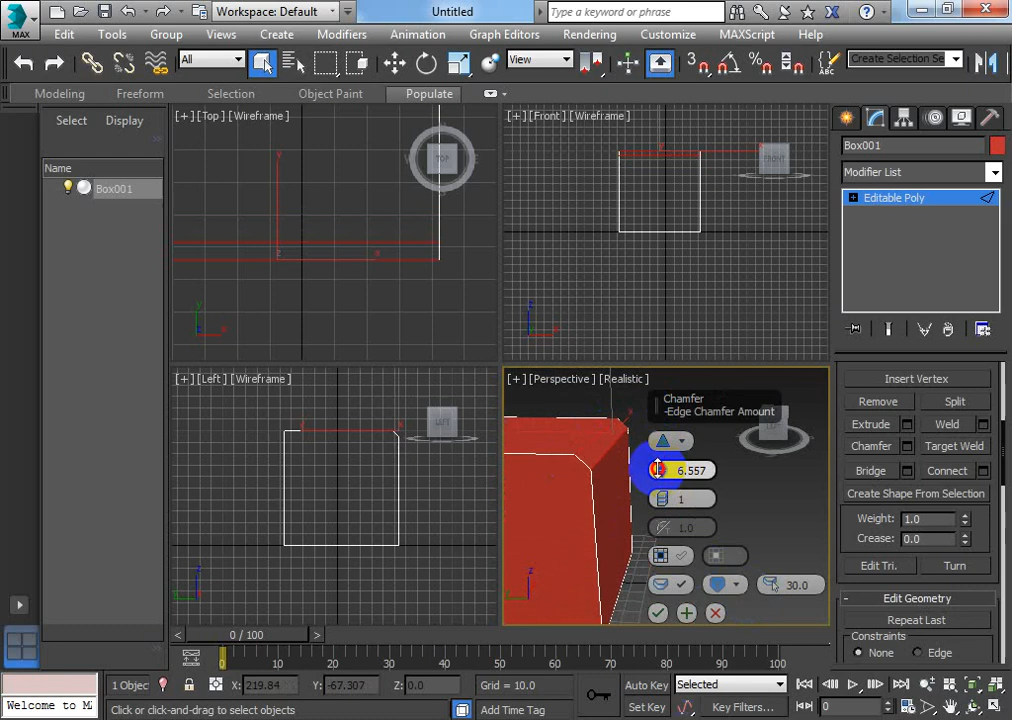 Workspace: Default
Untitled
Type a keyword or phrase
MAX
Edit Tools Group Views Create Modifiers Animation Graph Editors Rendering Customize MAXScript Help
All
View
3
Create Selection Se
Modeling Freeform Selection Object Paint Populate
Select Display
Name
Box001
[+] [Top] [Wireframe]
TOP
[+] [Front] [Wireframe]
FRONT
[+] [Left] [Wireframe]
LEFT
[+] [Perspective] [Realistic]
Chamfer
-Edge Chamfer Amount
6.557
1
1.0
30.0
Box001
Modifier List
Editable Poly
Insert Vertex
Remove Split
Extrude Weld
Chamfer Target Weld
Bridge Connect
Create Shape From Selection
Weight: 1.0
Crease: 0.0
Edit Tri. Turn
- Edit Geometry
Repeat Last
Constraints
None Edge
< 0 / 100 >
0 10 20 30 40 50 60 70 80 90 100
1 Objec X: 219.84 Y: -67.307 Z: 0.0 Grid = 10.0 Auto Key Selected
Welcome to M
Click or click-and-drag to select objects Add Time Tag Set Key Key Filters... 0